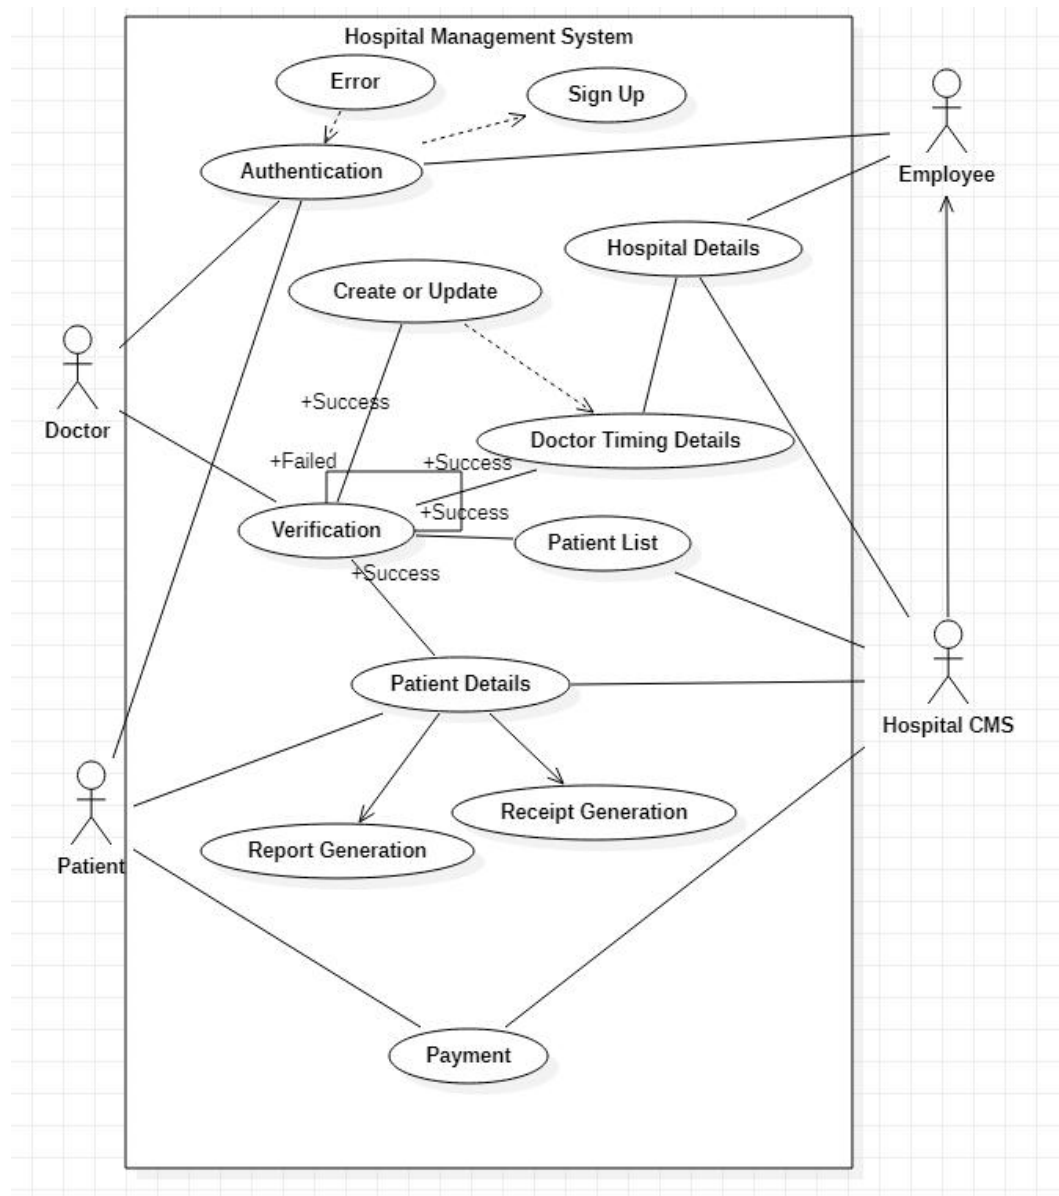 Hospital Management System
Error
Sign Up
Authentication
Employee
Hospital Details
Create or Update
+Success
Doctor
Doctor Timing Details
+Failed
+Success
+Success
Verification
Patient List
+Success
Patient Details
Hospital CMS
Receipt Generation
Report Generation
Patient
Payment